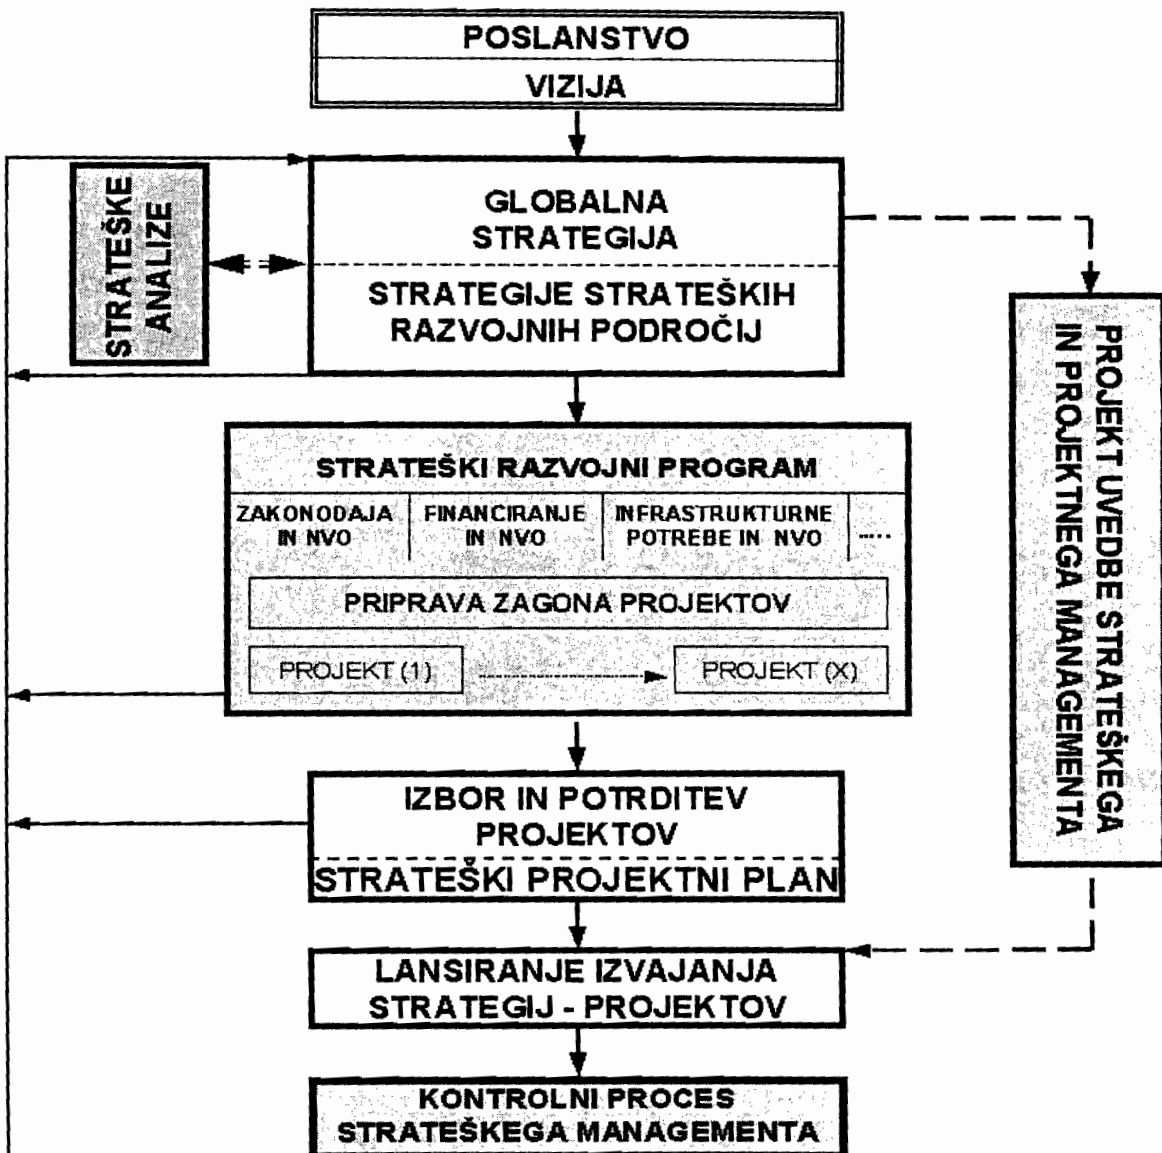 POSLANSTVO
VIZIJA
STRATEŠKE
ANALIZE
GLOBALNA
STRATEGIJA
STRATEGIJE STRATEŠKIH
RAZVOJNIH PODROČIJ
PROJEKT UVEDBE STRATEŠKEGA
IN PROJEKTNEGA MANAGEMENTA
STRATEŠKI RAZVOJNI PROGRAM
ZAKONODAJA
IN NVO
FINANCIRANJE
IN NVO
INFRASTRUKTURNE
POTREBE IN NVO
.....
PRIPRAVA ZAGONA PROJEKTOV
PROJEKT (1)
PROJEKT (X)
IZBOR IN POTRDITEV
PROJEKTOV
STRATEŠKI PROJEKTNI PLAN
LANSIRANJE IZVAJANJA
STRATEGIJ - PROJEKTOV
KONTROLNI PROCES
STRATEŠKEGA MANAGEMENTA